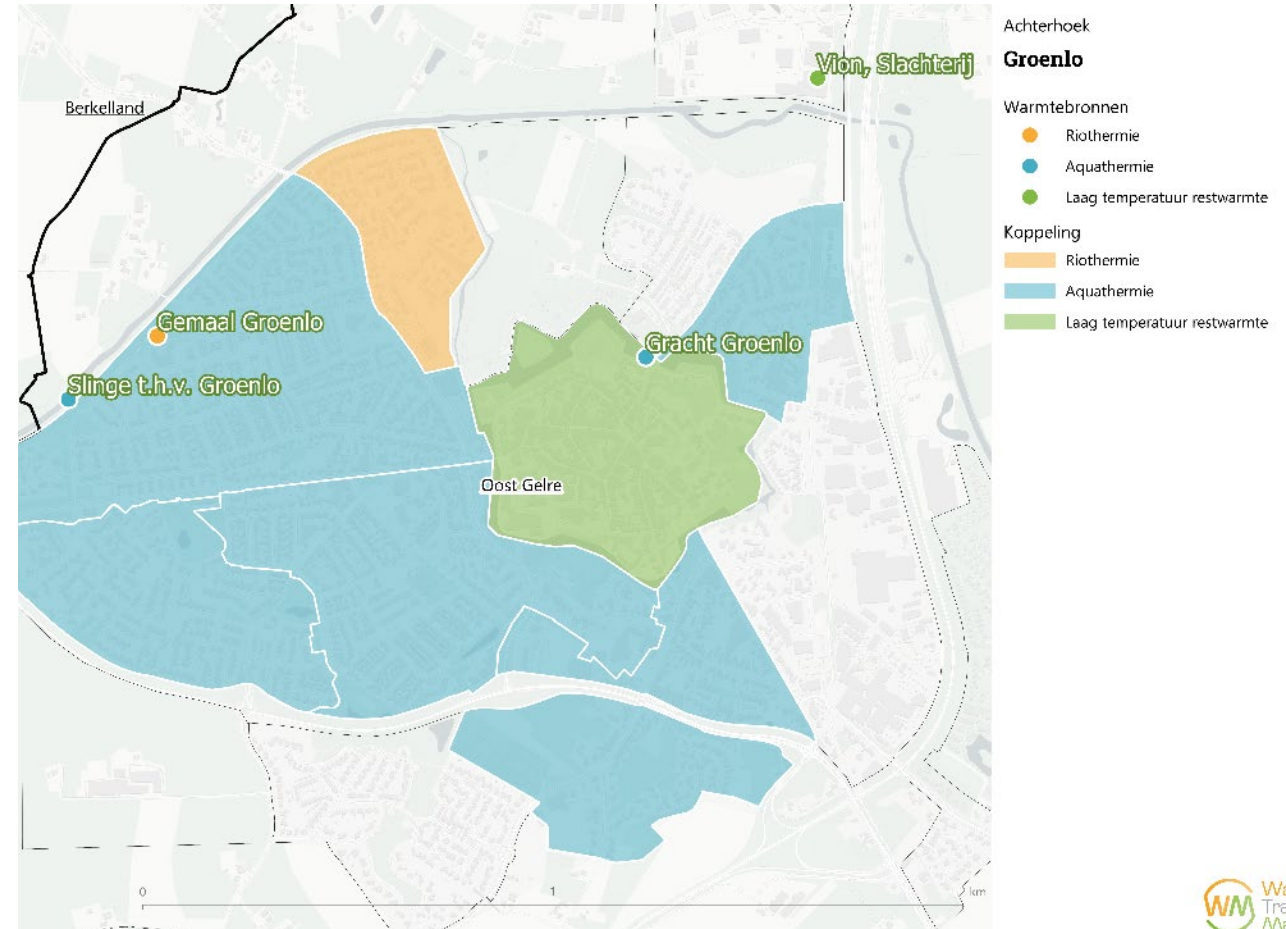 Achterhoek
Groenlo
Warmtebronnen
Riothermie
Aquathermie
Laag temperatuur restwarmte
Koppeling
Riothermie
Aquathermie
Laag temperatuur restwarmte
Vion, Slachterij
Berkelland
Gemaal Groenlo
Gracht Groenlo
Slinge t.h.v. Groenlo
Oost Gelre
0 1 km
WM